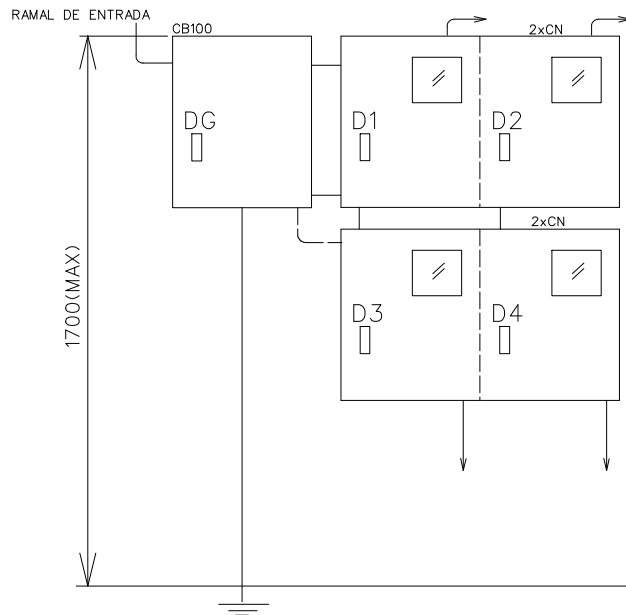 RAMAL DE ENTRADA
CB100
2xCN
DG
D1
D2
2xCN
D3
D4
1700(MAX)